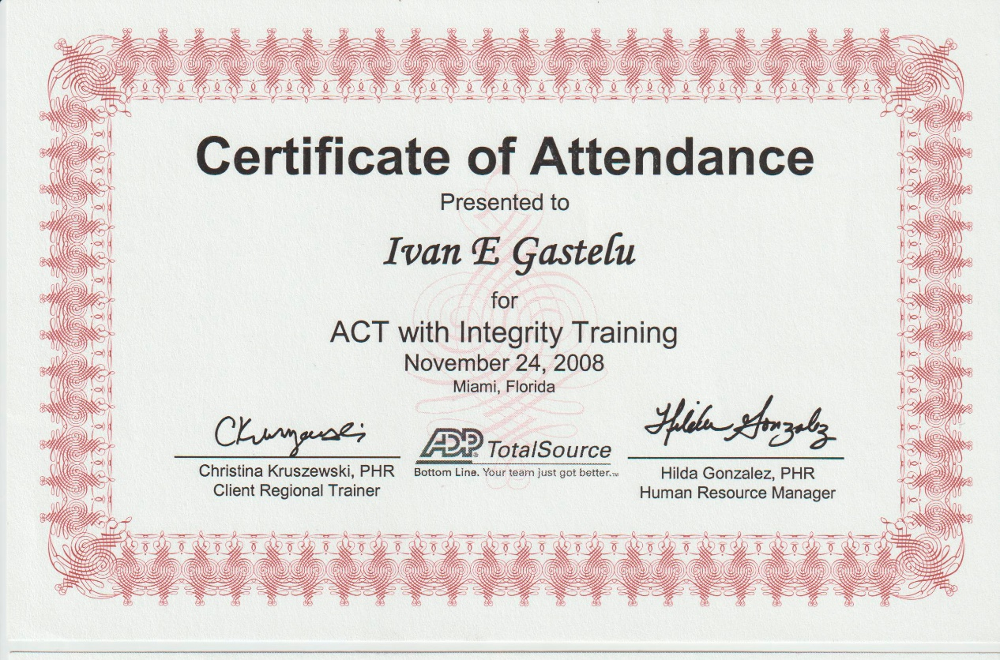 Certificate of Attendance
Presented to
Ivan E Gastelu
for
ACT with Integrity Training
November 24, 2008
Miami, Florida
CKruszewski
Hilda Gonzalez
ADP® TotalSource
Bottom Line. Your team just got better.™
Christina Kruszewski, PHR
Client Regional Trainer
Hilda Gonzalez, PHR
Human Resource Manager